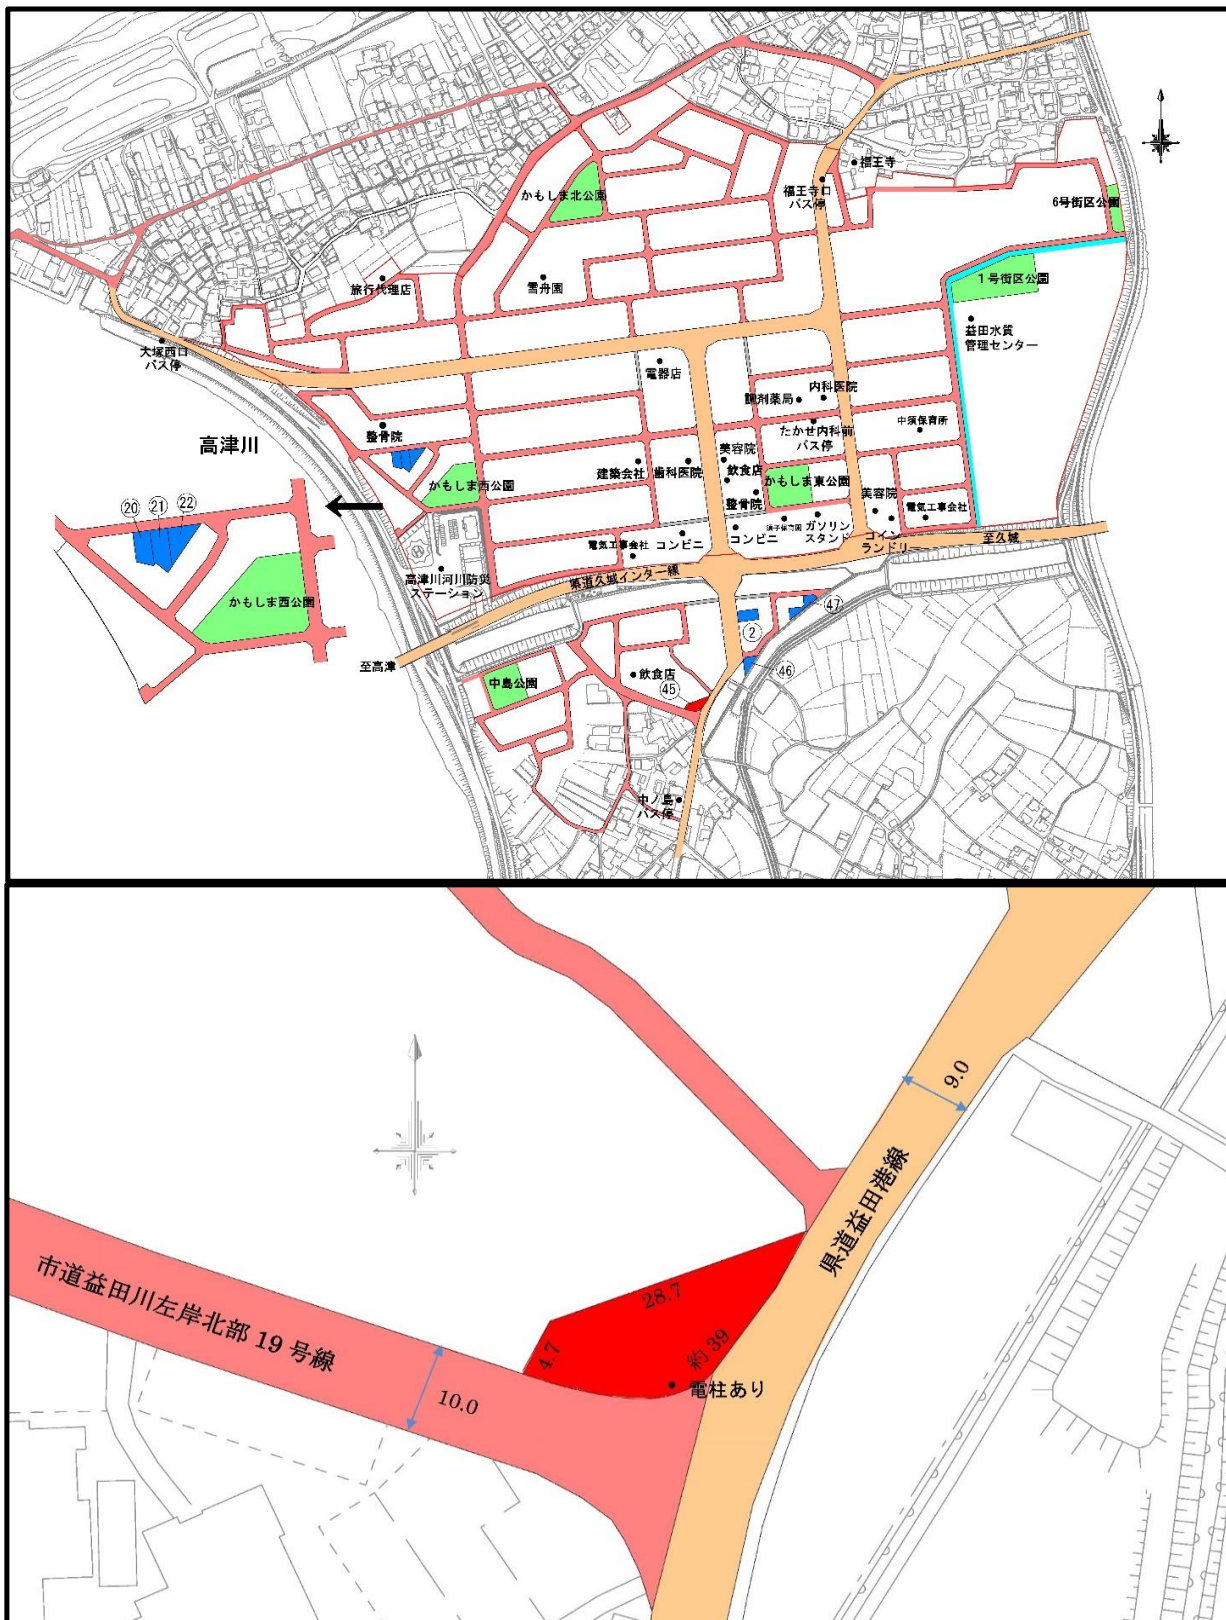 福王寺
福王寺口
バス停
かもしま北公園
6号街区公園
旅行代理店
雪舟園
1号街区公園
益田水質
管理センター
大塚西口
バス停
電器店
内科医院
調剤薬局
たかせ内科前
バス停
中須保育所
整骨院
高津川
美容院
飲食店
整骨院
建築会社
歯科医院
かもしま東公園
かもしま西公園
美容院
電気工事会社
コイン
ランドリー
ガソリン
スタンド
コンビニ
コンビニ
電気工事会社
至久城
県道久城インター線
高津川河川防災
ステーション
⑳
㉑
㉒
かもしま西公園
至高津
㊼
②
㊻
飲食店
㊺
中島公園
中ノ島
バス停
9.0
県道益田港線
28.7
4.7
約39
電柱あり
市道益田川左岸北部19号線
10.0